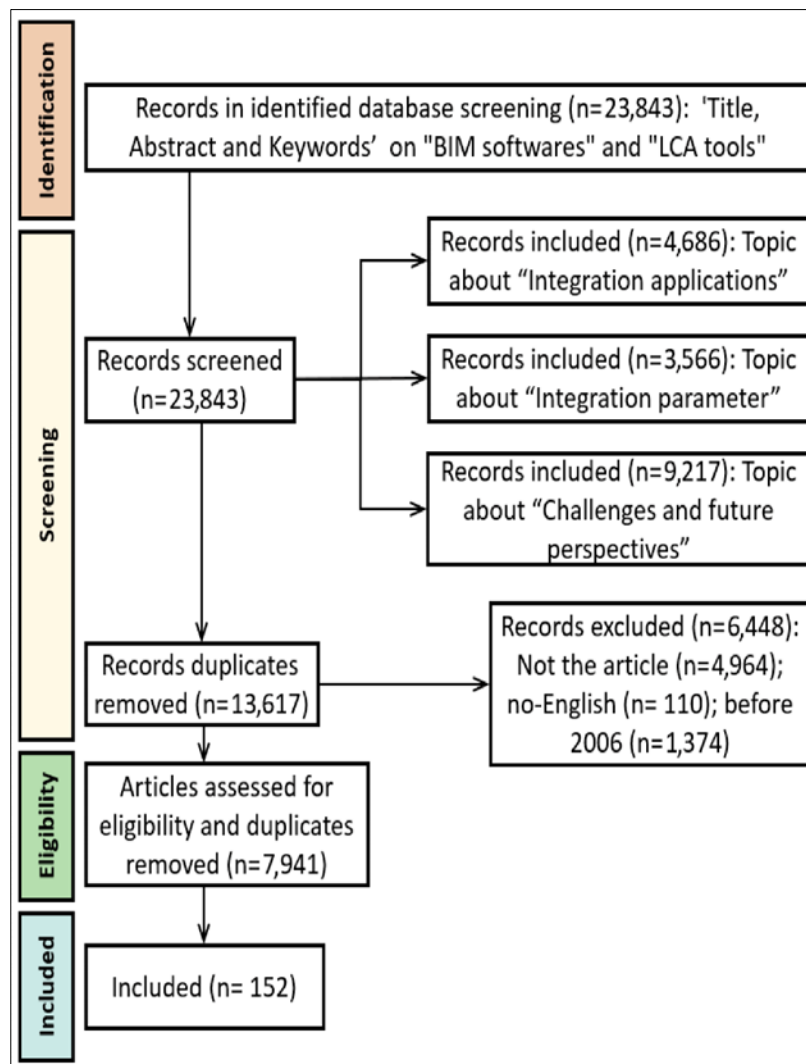 Identification
Records in identified database screening (n=23,843): 'Title,
Abstract and Keywords' on "BIM softwares" and "LCA tools"
Screening
Records included (n=4,686): Topic
about “Integration applications”
Records screened
(n=23,843)
Records included (n=3,566): Topic
about “Integration parameter”
Records included (n=9,217): Topic
about “Challenges and future
perspectives”
Records duplicates
removed (n=13,617)
Records excluded (n=6,448):
Not the article (n=4,964);
no-English (n= 110); before
2006 (n=1,374)
Eligibility
Articles assessed for
eligibility and duplicates
removed (n=7,941)
Included
Included (n= 152)